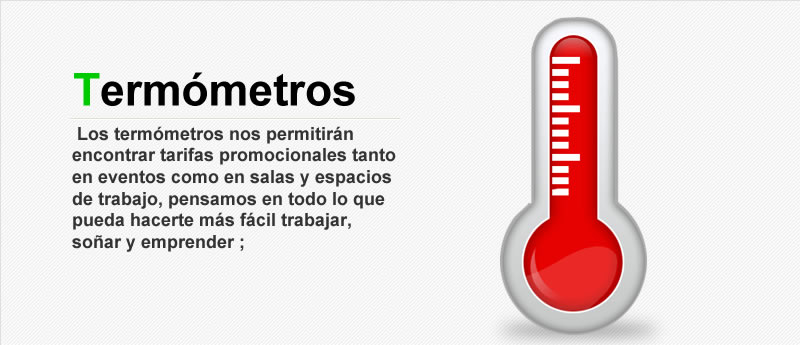 Termómetros
Los termómetros nos permitirán
encontrar tarifas promocionales tanto
en eventos como en salas y espacios
de trabajo, pensamos en todo lo que
pueda hacerte más fácil trabajar,
soñar y emprender ;